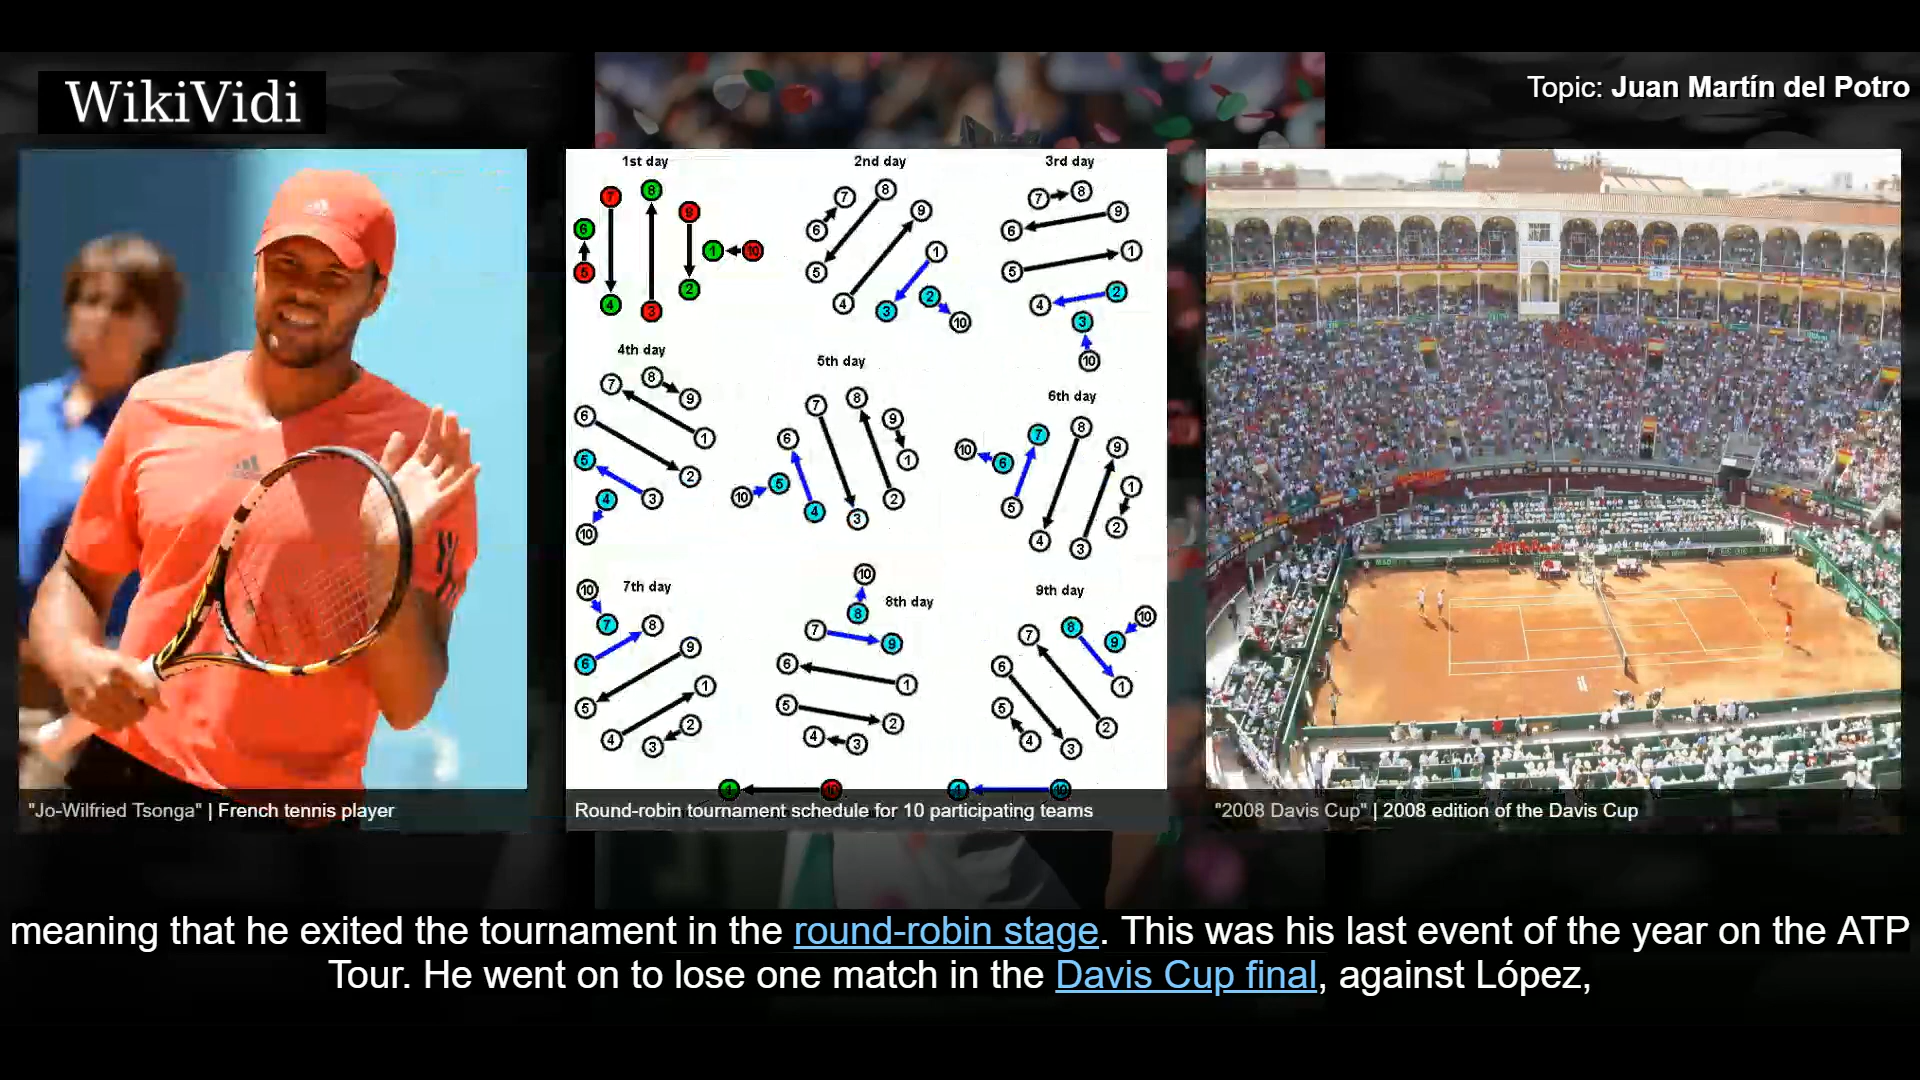 WikiVidi
Topic: Juan Martín del Potro
1st day
2nd day
3rd day
4th day
5th day
6th day
7th day
8th day
9th day
"Jo-Wilfried Tsonga" | French tennis player
Round-robin tournament schedule for 10 participating teams
"2008 Davis Cup" | 2008 edition of the Davis Cup
meaning that he exited the tournament in the round-robin stage. This was his last event of the year on the ATP
Tour. He went on to lose one match in the Davis Cup final, against López,